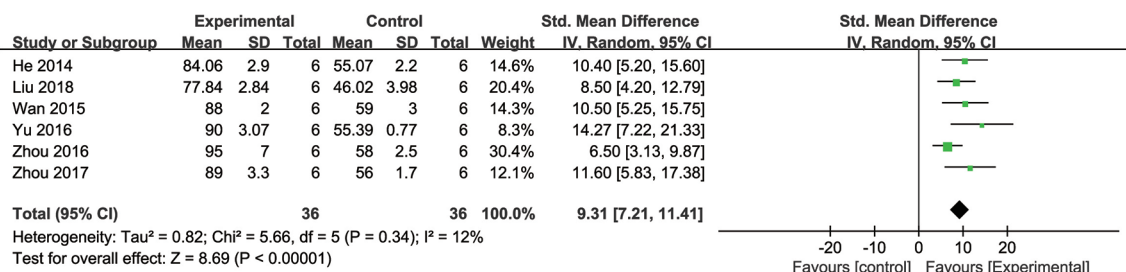 Experimental Control Std. Mean Difference Std. Mean Difference
Study or Subgroup Mean SD Total Mean SD Total Weight IV, Random, 95% CI IV, Random, 95% CI
He 2014 84.06 2.9 6 55.07 2.2 6 14.6% 10.40 [5.20, 15.60]
Liu 2018 77.84 2.84 6 46.02 3.98 6 20.4% 8.50 [4.20, 12.79]
Wan 2015 88 2 6 59 3 6 14.3% 10.50 [5.25, 15.75]
Yu 2016 90 3.07 6 55.39 0.77 6 8.3% 14.27 [7.22, 21.33]
Zhou 2016 95 7 6 58 2.5 6 30.4% 6.50 [3.13, 9.87]
Zhou 2017 89 3.3 6 56 1.7 6 12.1% 11.60 [5.83, 17.38]
Total (95% CI) 36 36 100.0% 9.31 [7.21, 11.41]
Heterogeneity: Tau² = 0.82; Chi² = 5.66, df = 5 (P = 0.34); I² = 12%
Test for overall effect: Z = 8.69 (P < 0.00001)
-20 -10 0 10 20
Favours [control] Favours [Experimental]